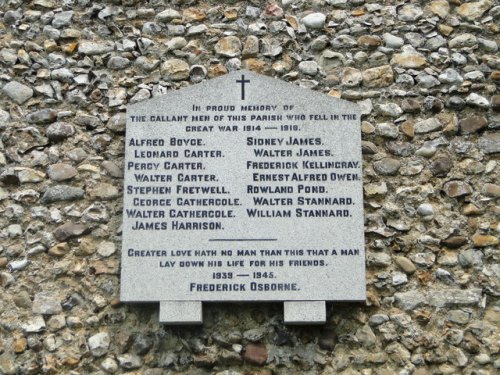 IN PROUD MEMORY OF
THE GALLANT MEN OF THIS PARISH WHO FELL IN THE
GREAT WAR 1914 — 1918.
ALFRED BOYCE. SIDNEY JAMES.
LEONARD CARTER. WALTER JAMES.
PERCY CARTER. FREDERICK KELLINGRAY.
WALTER CARTER. ERNEST ALFRED OWEN.
STEPHEN FRETWELL. ROWLAND POND.
GEORGE GATHERCOLE. WALTER STANNARD.
WALTER GATHERCOLE. WILLIAM STANNARD.
JAMES HARRISON.
GREATER LOVE HATH NO MAN THAN THIS THAT A MAN
LAY DOWN HIS LIFE FOR HIS FRIENDS.
1939 — 1945.
FREDERICK OSBORNE.